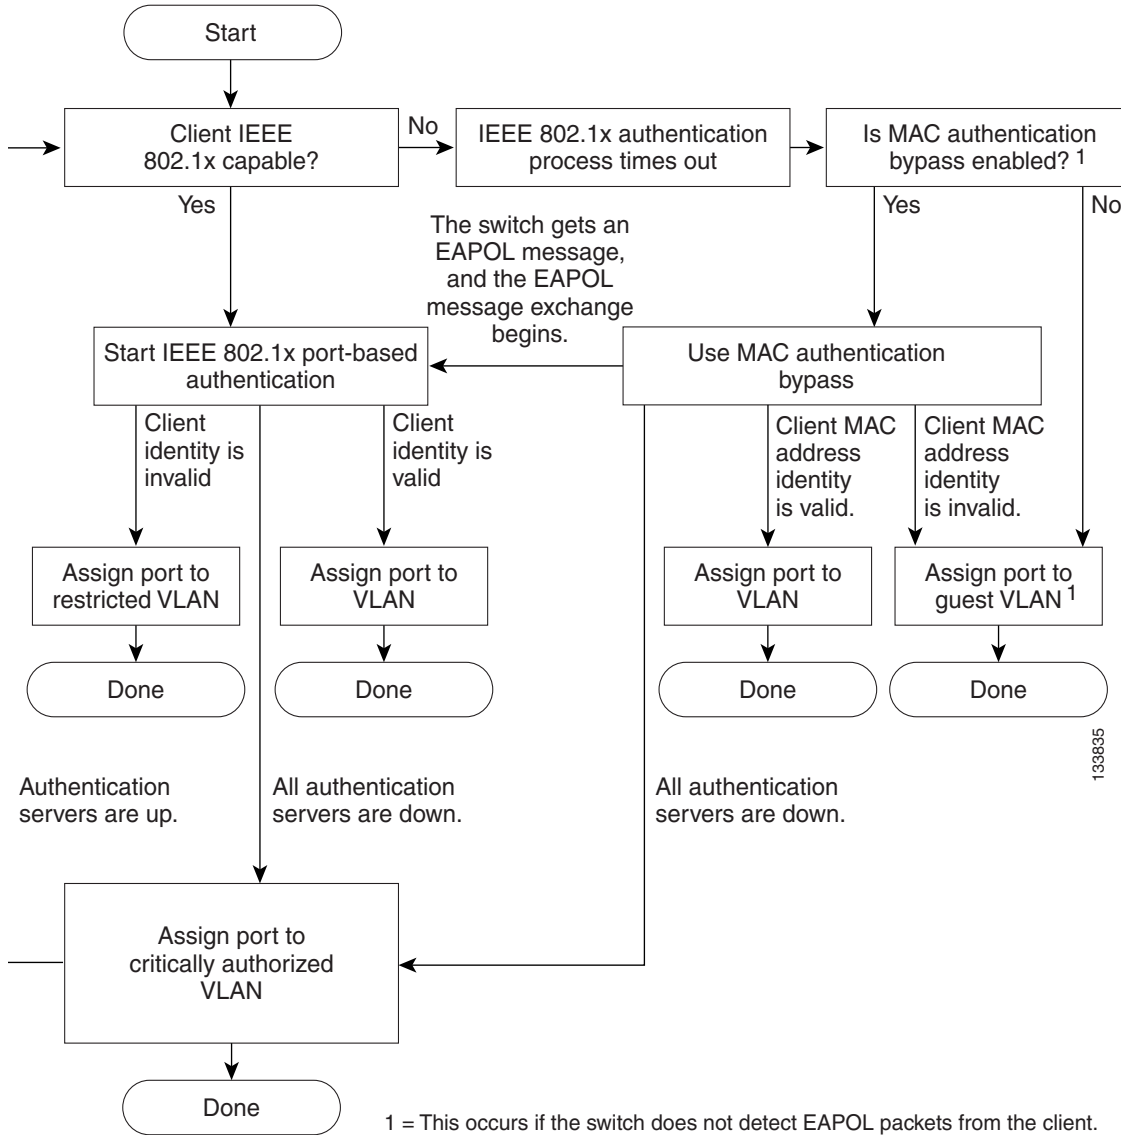 Start
Client IEEE
802.1x capable?
No
IEEE 802.1x authentication
process times out
Is MAC authentication
bypass enabled? 1
Yes
The switch gets an
EAPOL message,
and the EAPOL
message exchange
begins.
Yes
No
Start IEEE 802.1x port-based
authentication
Use MAC authentication
bypass
Client
identity is
invalid
Client
identity is
valid
Client MAC
address
identity
is valid.
Client MAC
address
identity
is invalid.
Assign port to
restricted VLAN
Assign port to
VLAN
Assign port to
VLAN
Assign port to
guest VLAN 1
Done
Done
Done
Done
133835
Authentication
servers are up.
All authentication
servers are down.
All authentication
servers are down.
Assign port to
critically authorized
VLAN
Done
1 = This occurs if the switch does not detect EAPOL packets from the client.